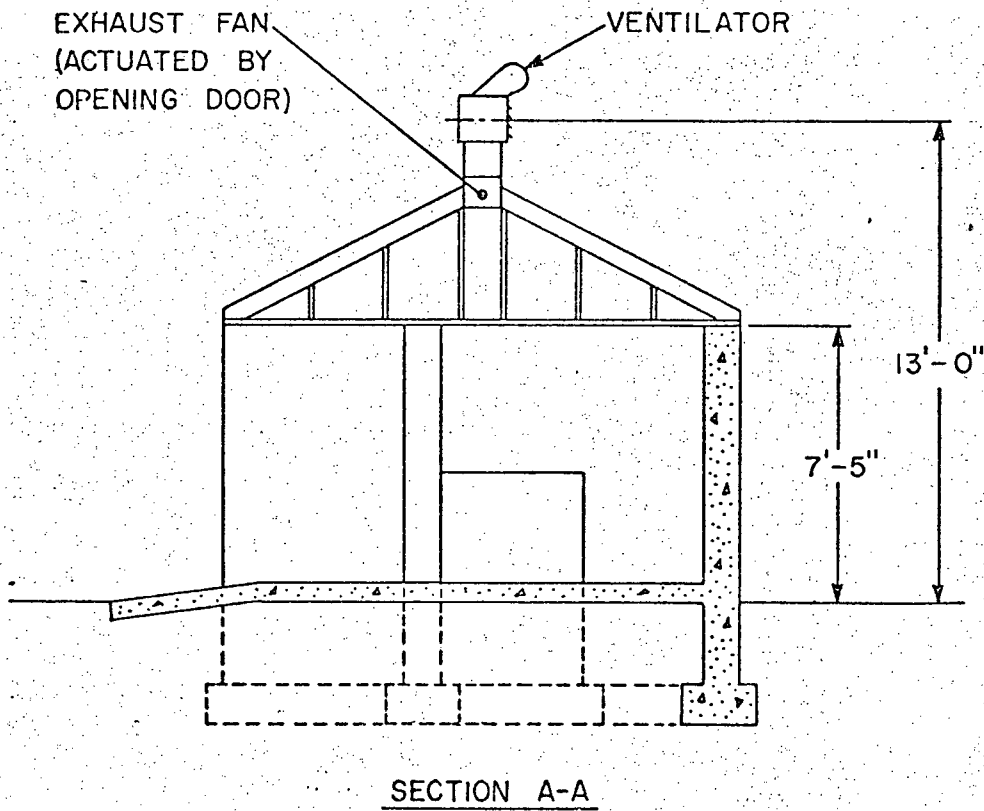 EXHAUST FAN
(ACTUATED BY
OPENING DOOR)
VENTILATOR
13'-0"
7'-5"
SECTION A-A